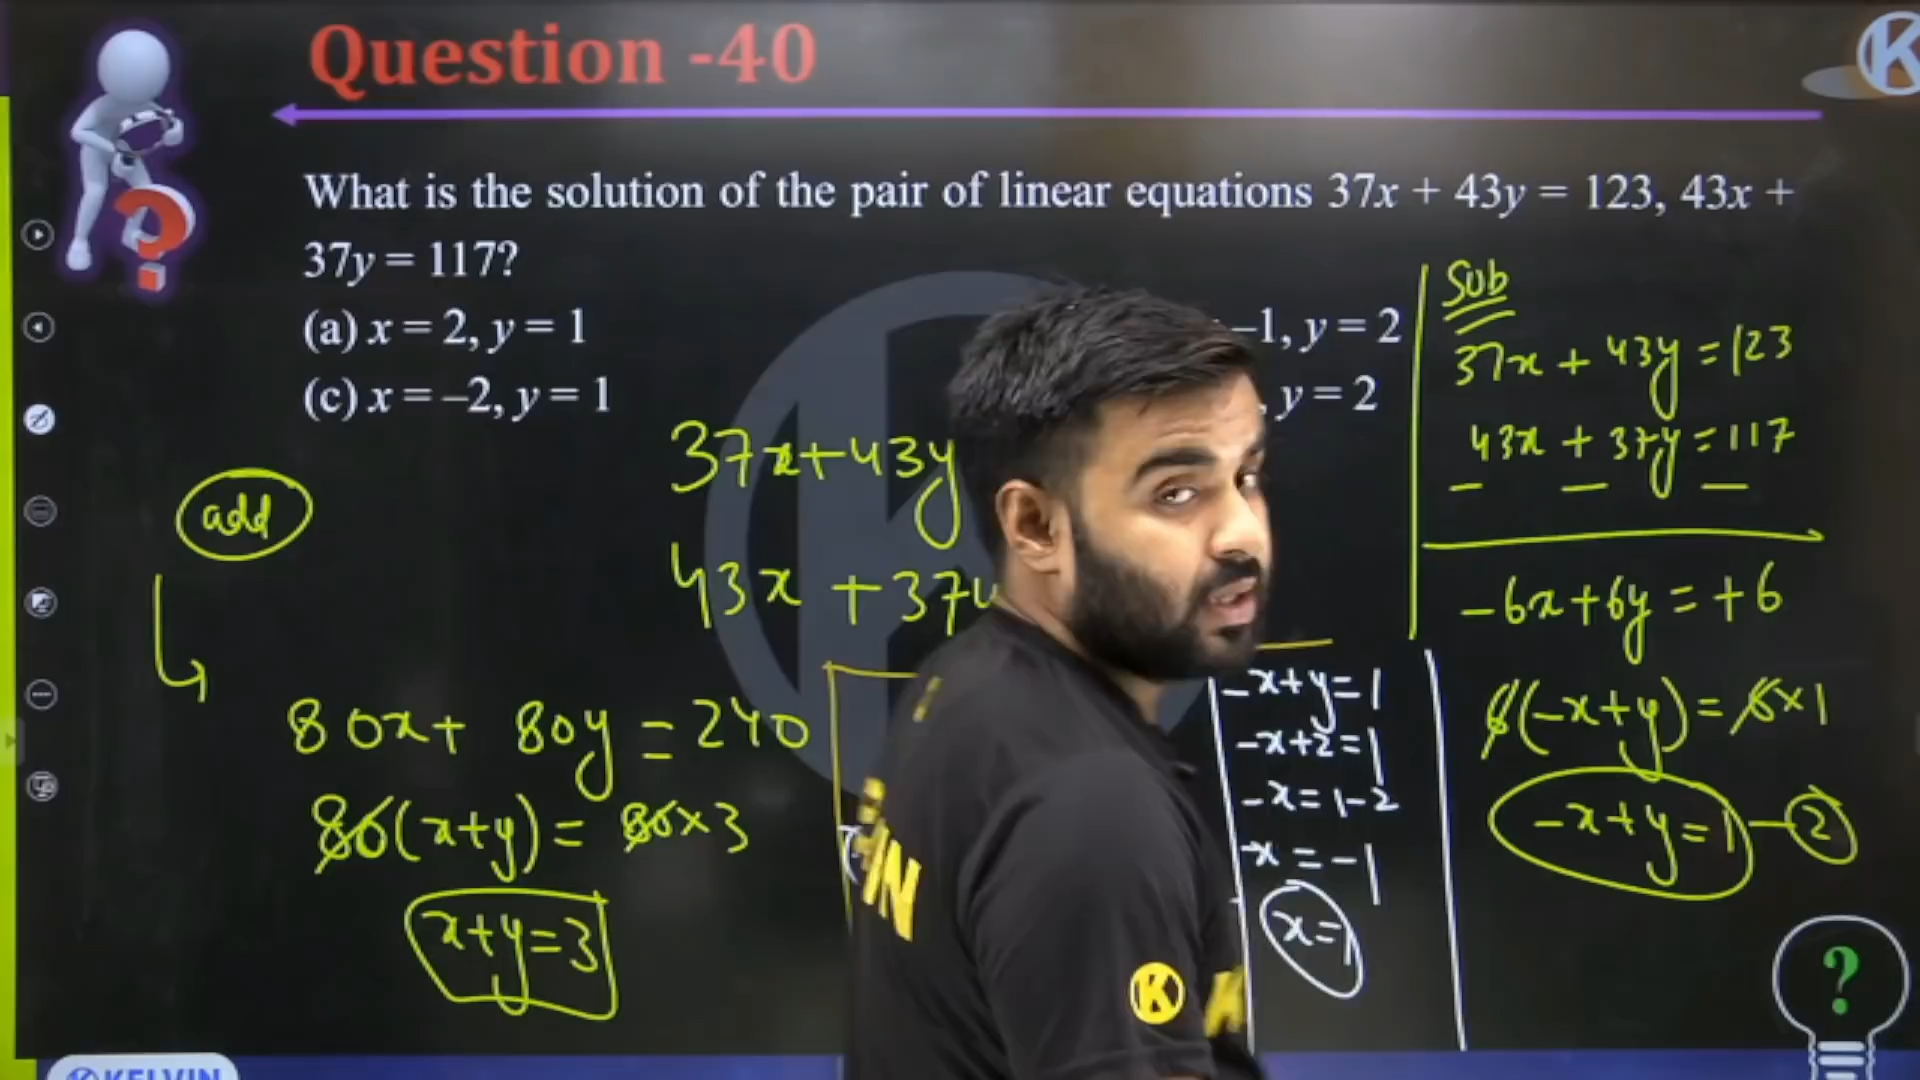 Question -40
What is the solution of the pair of linear equations 37x + 43y = 123, 43x +
37y = 117?
(a) x = 2, y = 1
–1, y = 2
(c) x = –2, y = 1
, y = 2
add
37x+43y
43x + 37y
80x+ 80y = 240
80(x+y) = 80×3
x+y=3
-x+y=1
-x+2=1
-x=1-2
-x=-1
x=1
Sub
37x + 43y = 123
43x + 37y = 117
- - -
-6x+6y = +6
6(-x+y) = 6×1
-x+y=1 - 2
?
K
IN
K
KELVIN